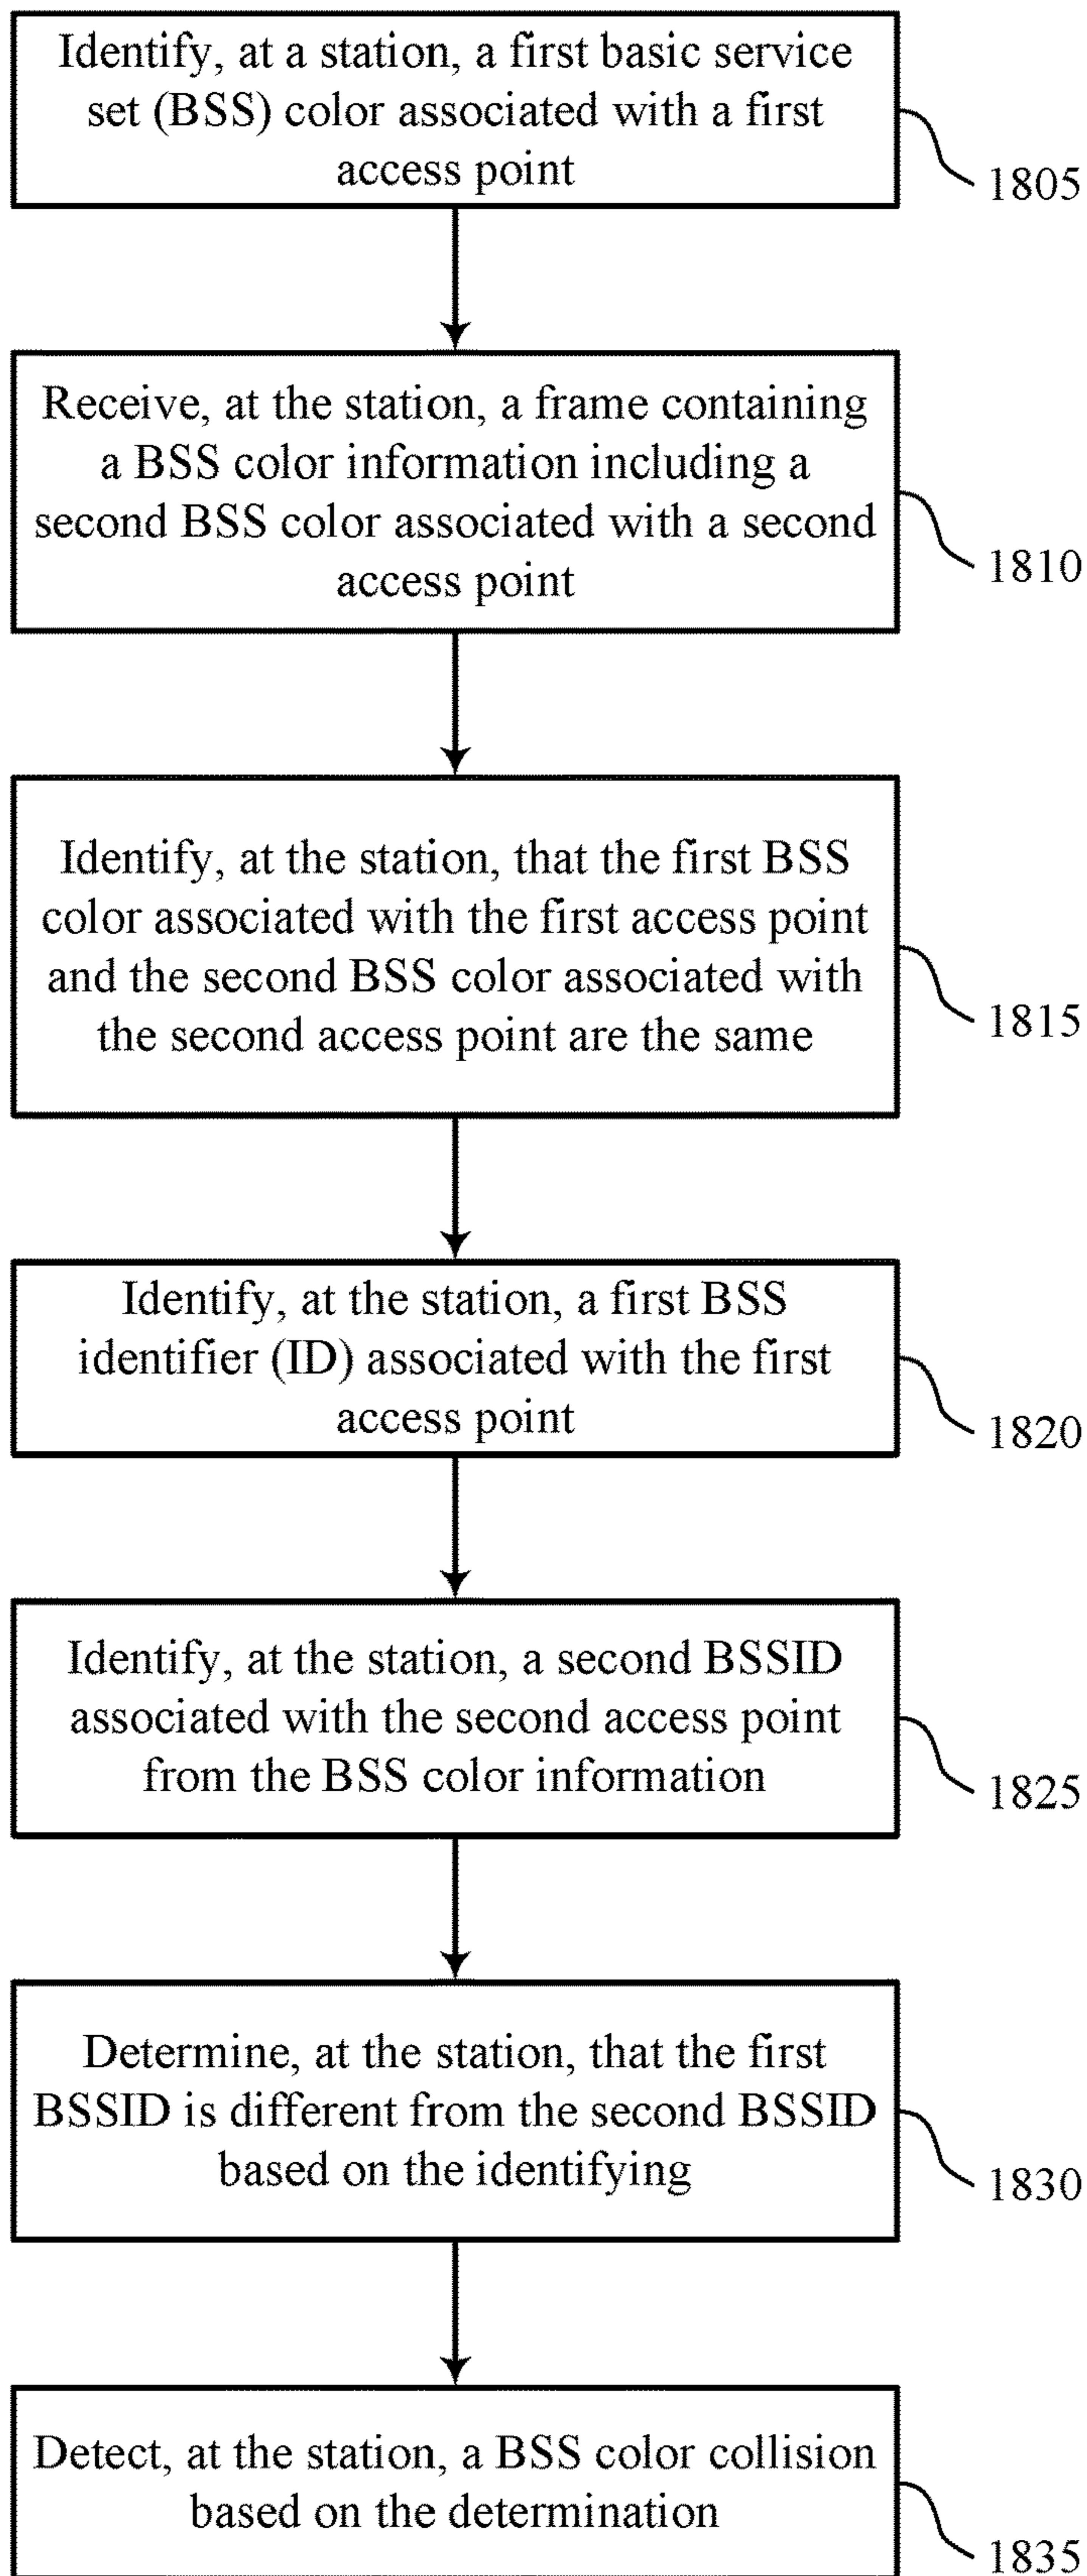 Identify, at a station, a first basic service
set (BSS) color associated with a first
access point
1805
Receive, at the station, a frame containing
a BSS color information including a
second BSS color associated with a second
access point
1810
Identify, at the station, that the first BSS
color associated with the first access point
and the second BSS color associated with
the second access point are the same
1815
Identify, at the station, a first BSS
identifier (ID) associated with the first
access point
1820
Identify, at the station, a second BSSID
associated with the second access point
from the BSS color information
1825
Determine, at the station, that the first
BSSID is different from the second BSSID
based on the identifying
1830
Detect, at the station, a BSS color collision
based on the determination
1835